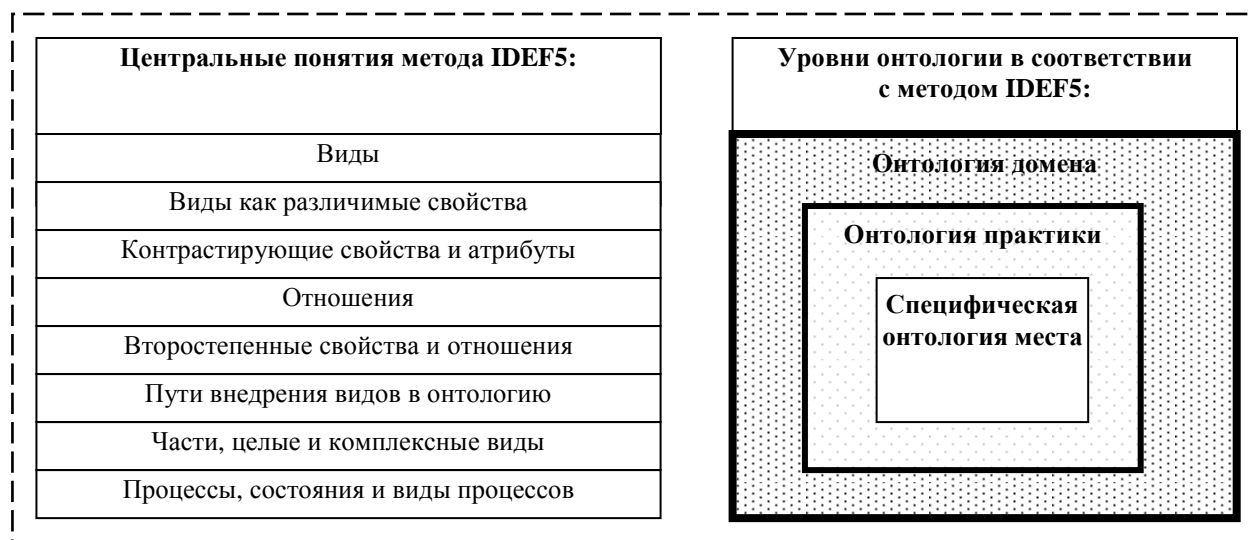 Центральные понятия метода IDEF5:
Виды
Виды как различимые свойства
Контрастирующие свойства и атрибуты
Отношения
Второстепенные свойства и отношения
Пути внедрения видов в онтологию
Части, целые и комплексные виды
Процессы, состояния и виды процессов
Уровни онтологии в соответствии
с методом IDEF5:
Онтология домена
Онтология практики
Специфическая
онтология места